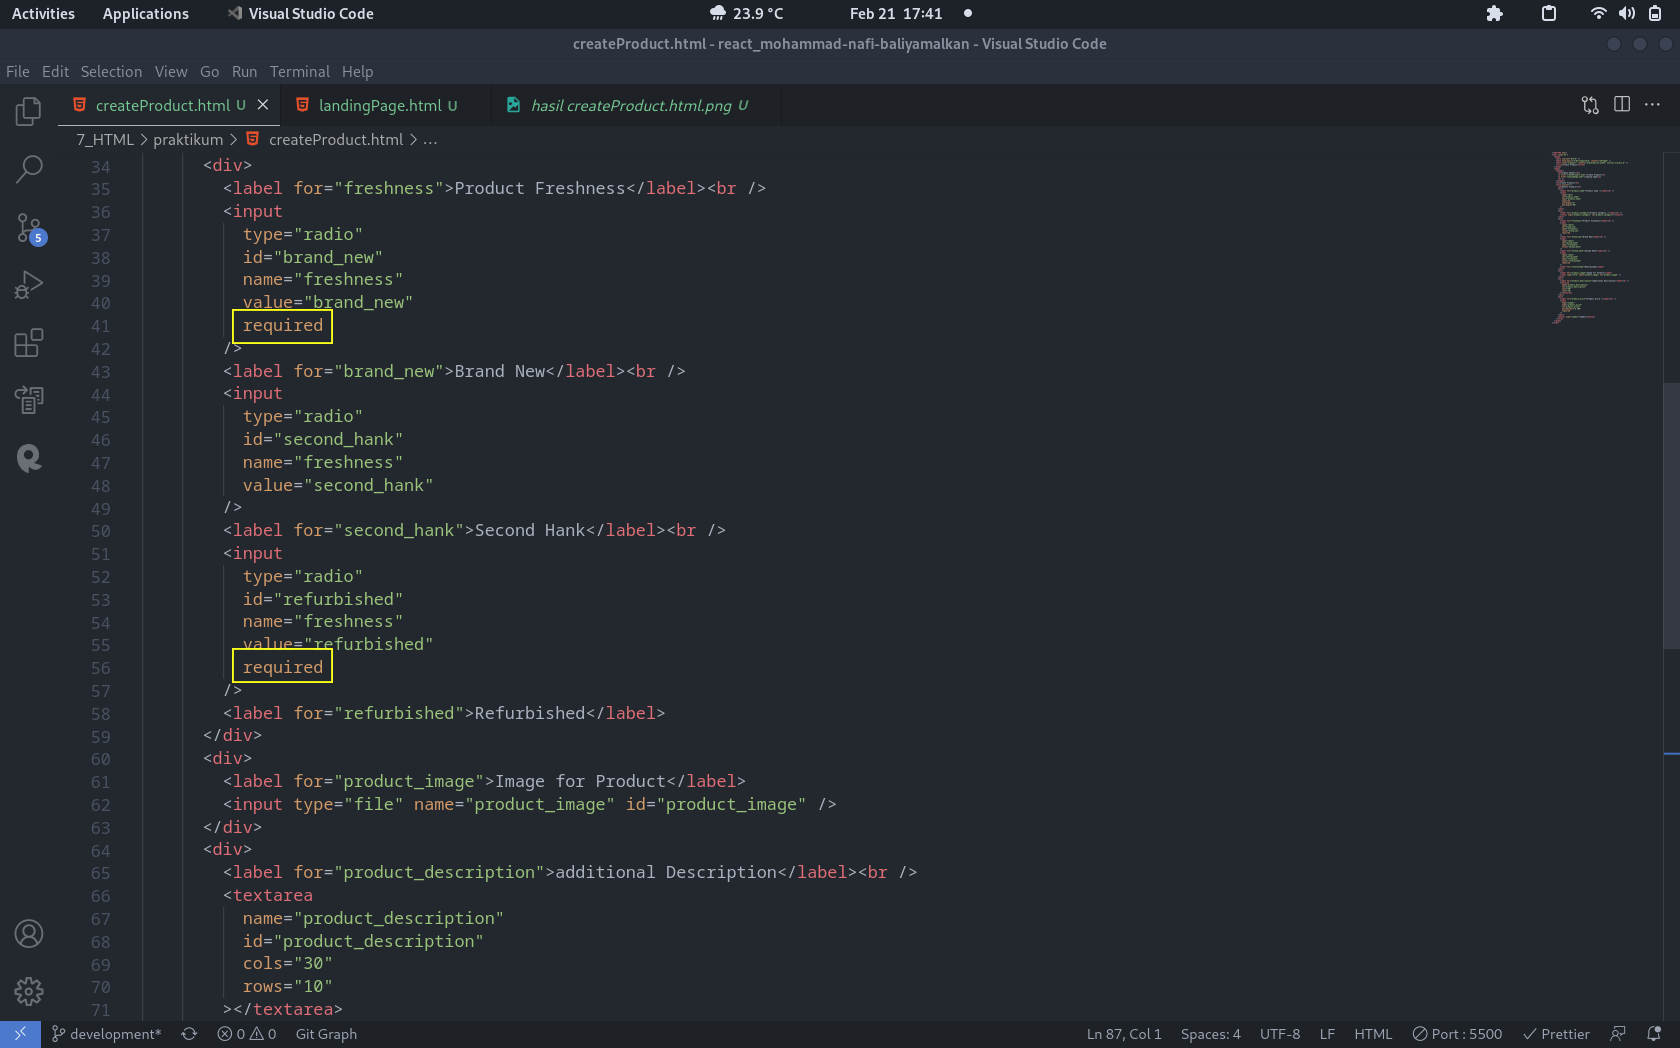 Activities Applications Visual Studio Code 23.9 °C Feb 21 17:41
createProduct.html - react_mohammad-nafi-baliyamalkan - Visual Studio Code
File Edit Selection View Go Run Terminal Help
createProduct.html U landingPage.html U hasil createProduct.html.png U
7_HTML > praktikum > createProduct.html > ...
34 <div>
35 <label for="freshness">Product Freshness</label><br />
36 <input
37 type="radio"
38 id="brand_new"
39 name="freshness"
40 value="brand_new"
41 required
42 />
43 <label for="brand_new">Brand New</label><br />
44 <input
45 type="radio"
46 id="second_hank"
47 name="freshness"
48 value="second_hank"
49 />
50 <label for="second_hank">Second Hank</label><br />
51 <input
52 type="radio"
53 id="refurbished"
54 name="freshness"
55 value="refurbished"
56 required
57 />
58 <label for="refurbished">Refurbished</label>
59 </div>
60 <div>
61 <label for="product_image">Image for Product</label>
62 <input type="file" name="product_image" id="product_image" />
63 </div>
64 <div>
65 <label for="product_description">additional Description</label><br />
66 <textarea
67 name="product_description"
68 id="product_description"
69 cols="30"
70 rows="10"
71 ></textarea>
5
development* 0 0 Git Graph Ln 87, Col 1 Spaces: 4 UTF-8 LF HTML Port : 5500 Prettier